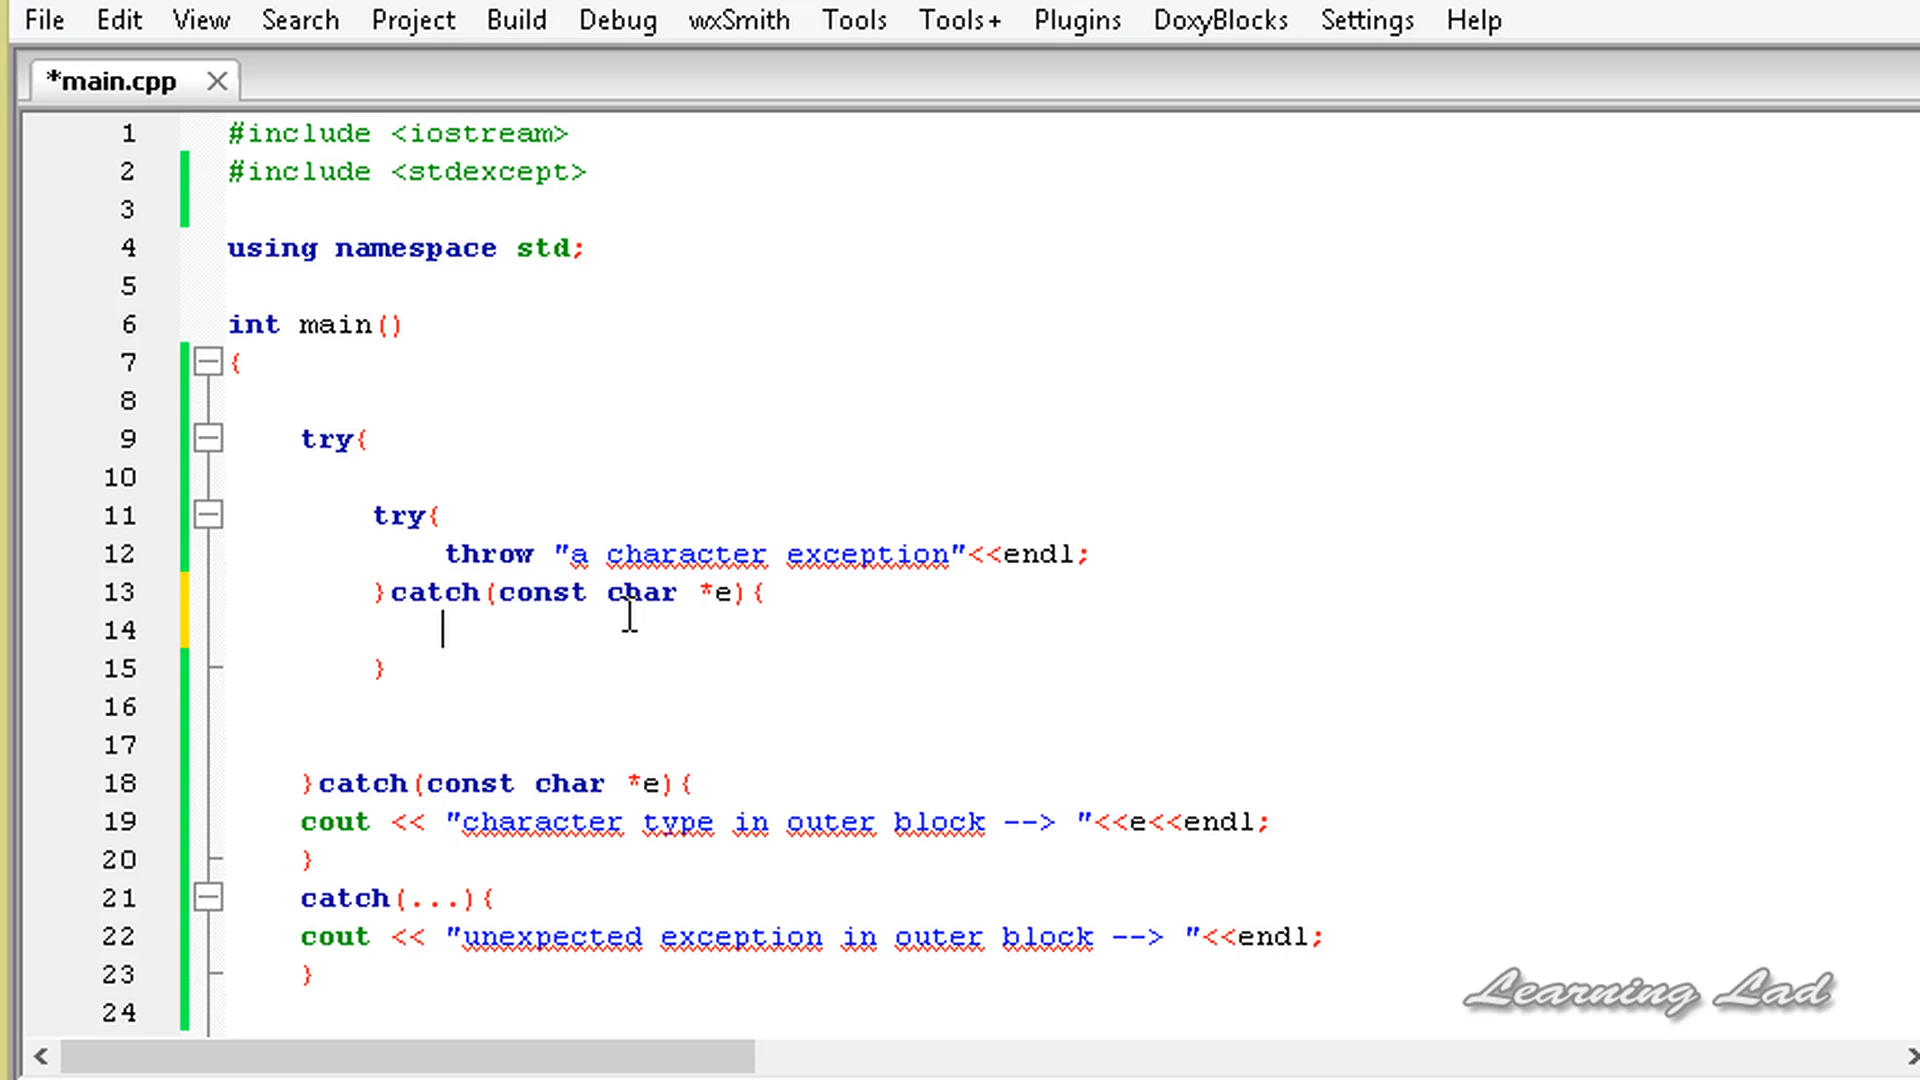 File Edit View Search Project Build Debug wxSmith Tools Tools+ Plugins DoxyBlocks Settings Help
*main.cpp
1 #include <iostream>
2 #include <stdexcept>
3
4 using namespace std;
5
6 int main()
7 {
8
9 try{
10
11 try{
12 throw "a character exception"<<endl;
13 }catch(const char *e){
14
15 }
16
17
18 }catch(const char *e){
19 cout << "character type in outer block --> "<<e<<endl;
20 }
21 catch(...){
22 cout << "unexpected exception in outer block --> "<<endl;
23 }
24
Learning Lad